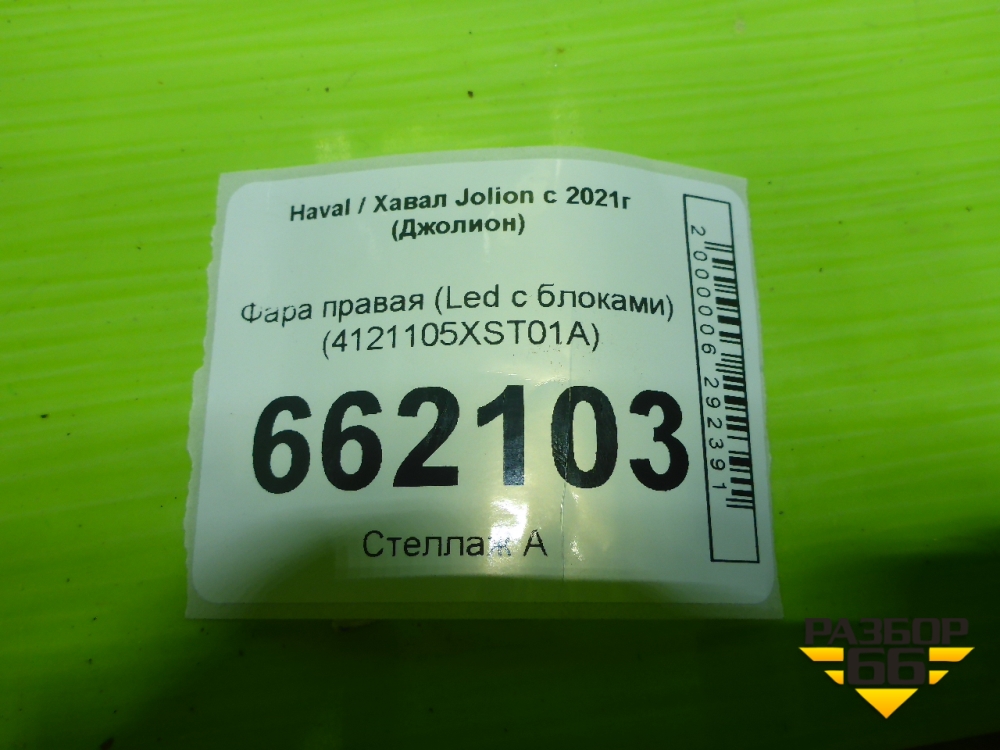 Haval / Хавал Jolion с 2021г
(Джолион)
Фара правая (Led с блоками)
(4121105XST01A)
662103
Стеллаж А
2000006292391
РАЗБОР
66